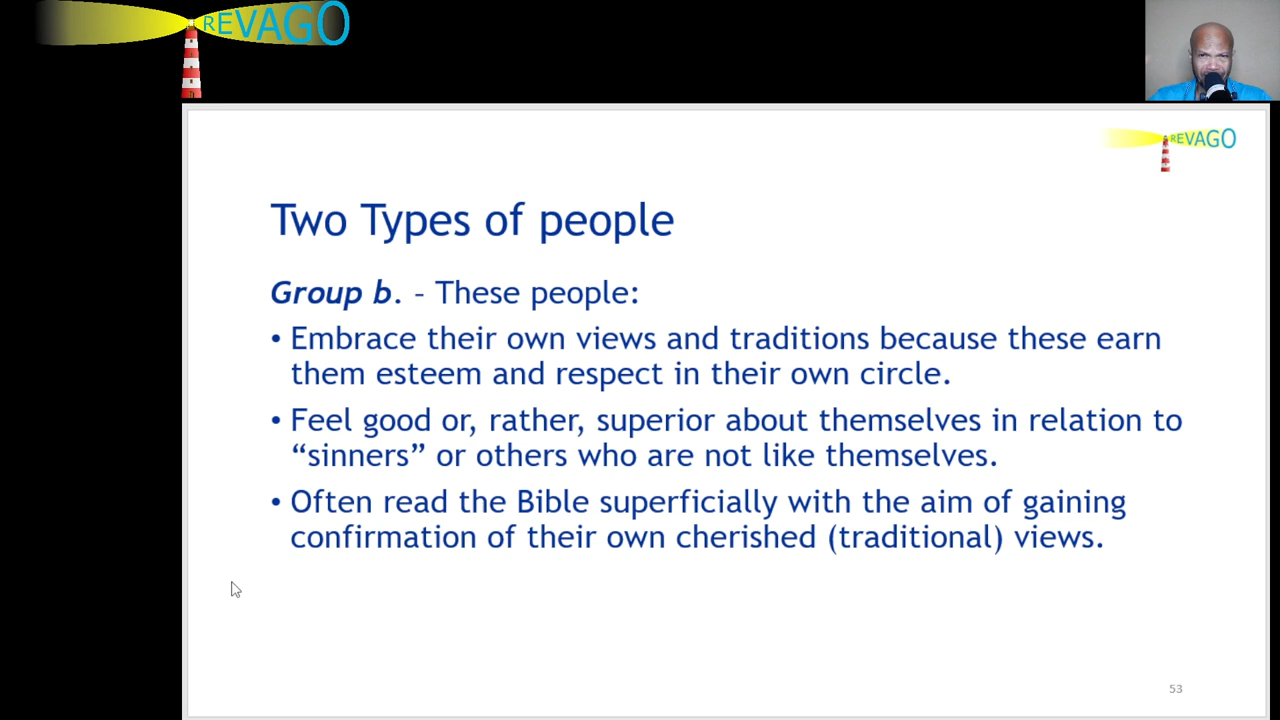 REVAGO
REVAGO
Two Types of people
Group b. – These people:
• Embrace their own views and traditions because these earn
them esteem and respect in their own circle.
• Feel good or, rather, superior about themselves in relation to
“sinners” or others who are not like themselves.
• Often read the Bible superficially with the aim of gaining
confirmation of their own cherished (traditional) views.
53